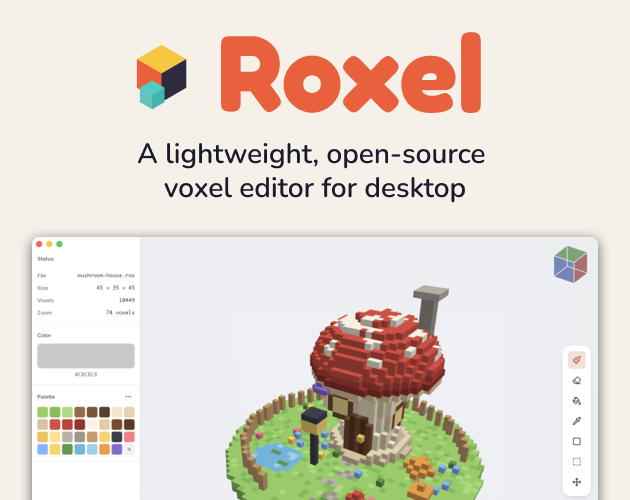 Roxel
A lightweight, open-source
voxel editor for desktop
Status
File mushroom-house.rox
Size 45 × 35 × 45
Voxels 10449
Zoom 74 voxels
Color
#C8C8C8
Palette